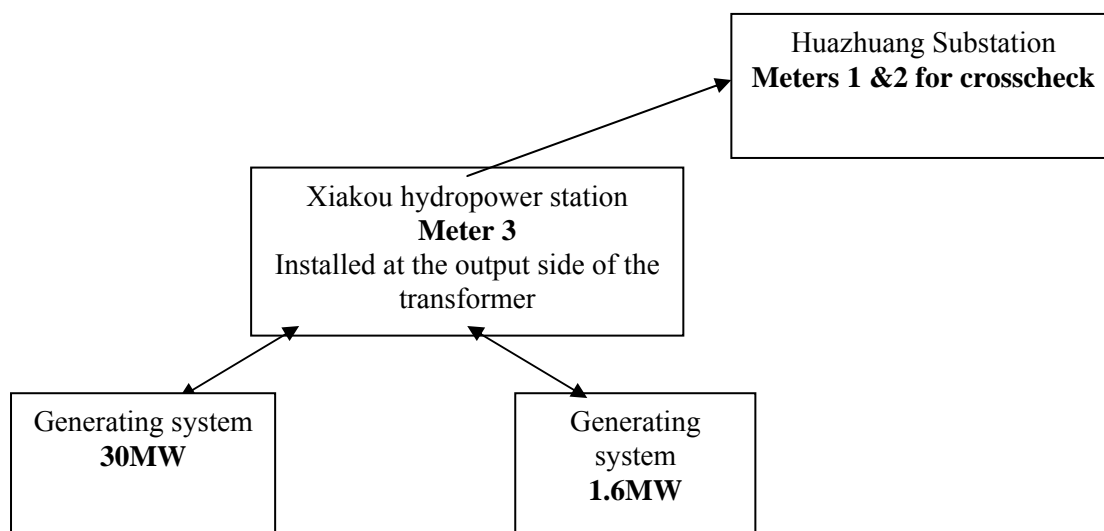 Huazhuang Substation
Meters 1 &2 for crosscheck
Xiakou hydropower station
Meter 3
Installed at the output side of the
transformer
Generating system
30MW
Generating
system
1.6MW